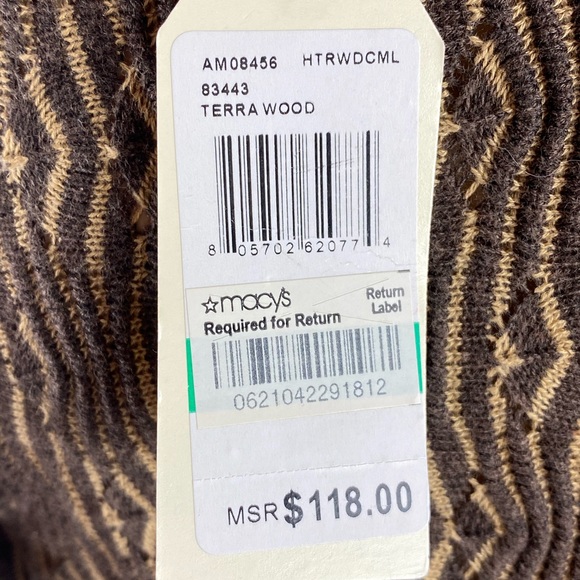 AM08456 HTRWDCML
83443
TERRA WOOD
8 05702 62077 4
macy's Return
Label
Required for Return
0621042291812
MSR $118.00